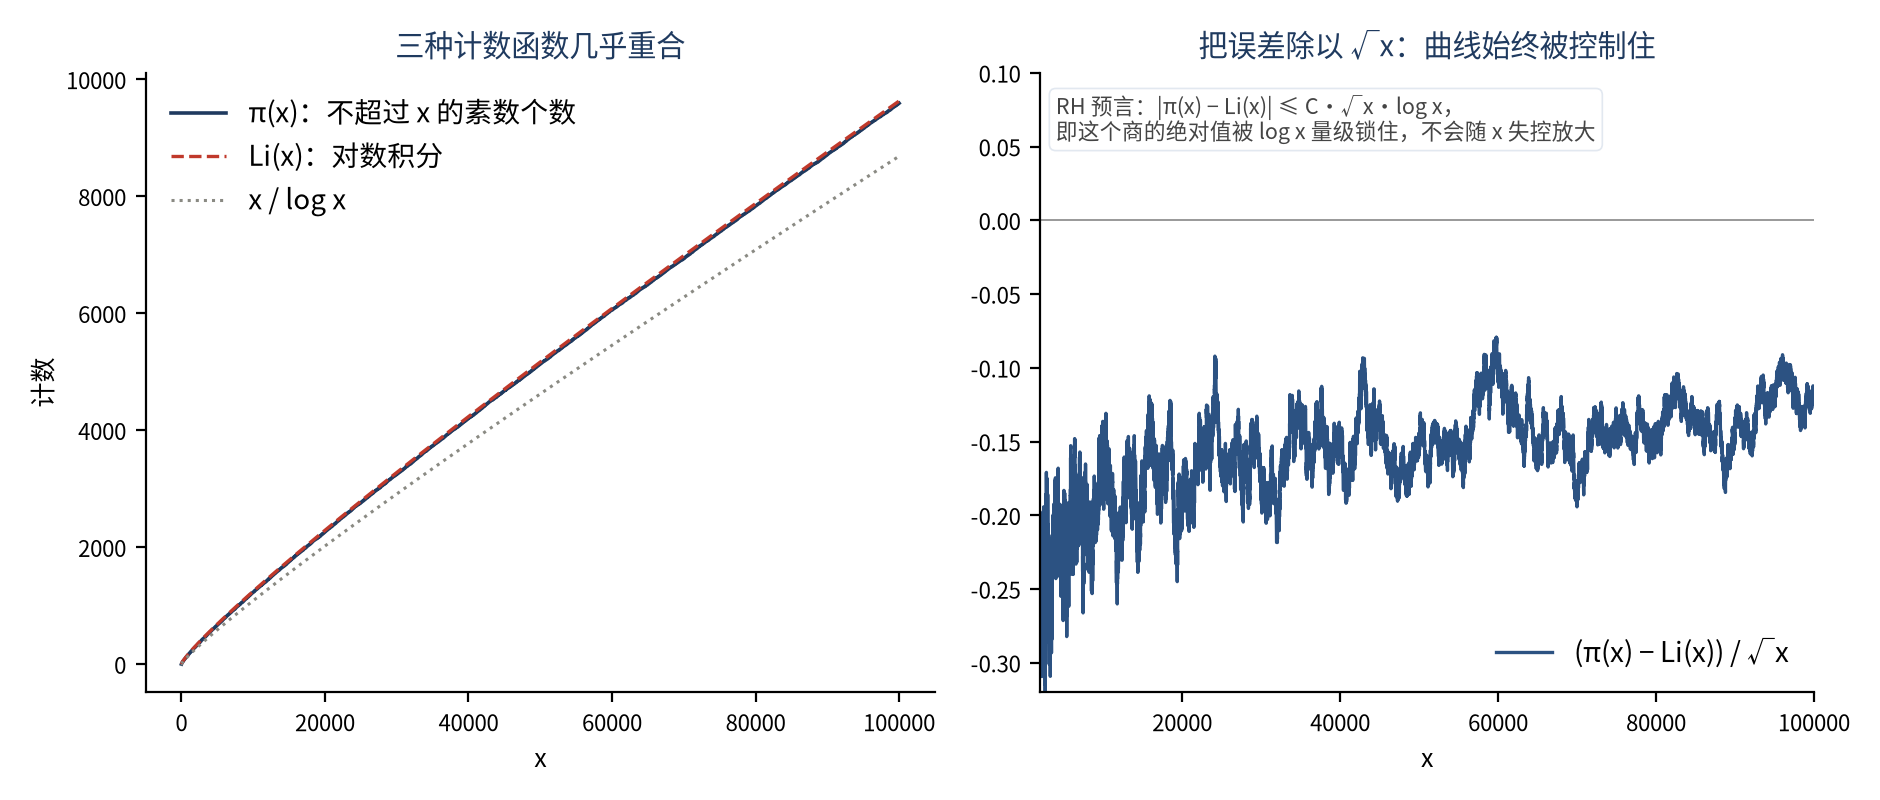 三种计数函数几乎重合
π(x)：不超过 x 的素数个数
Li(x)：对数积分
x / log x
计数
10000
8000
6000
4000
2000
0
0
20000
40000
60000
80000
100000
x
把误差除以 √x：曲线始终被控制住
RH 预言：|π(x) − Li(x)| ≤ C·√x·log x，
即这个商的绝对值被 log x 量级锁住，不会随 x 失控放大
0.10
0.05
0.00
-0.05
-0.10
-0.15
-0.20
-0.25
-0.30
(π(x) − Li(x)) / √x
20000
40000
60000
80000
100000
x